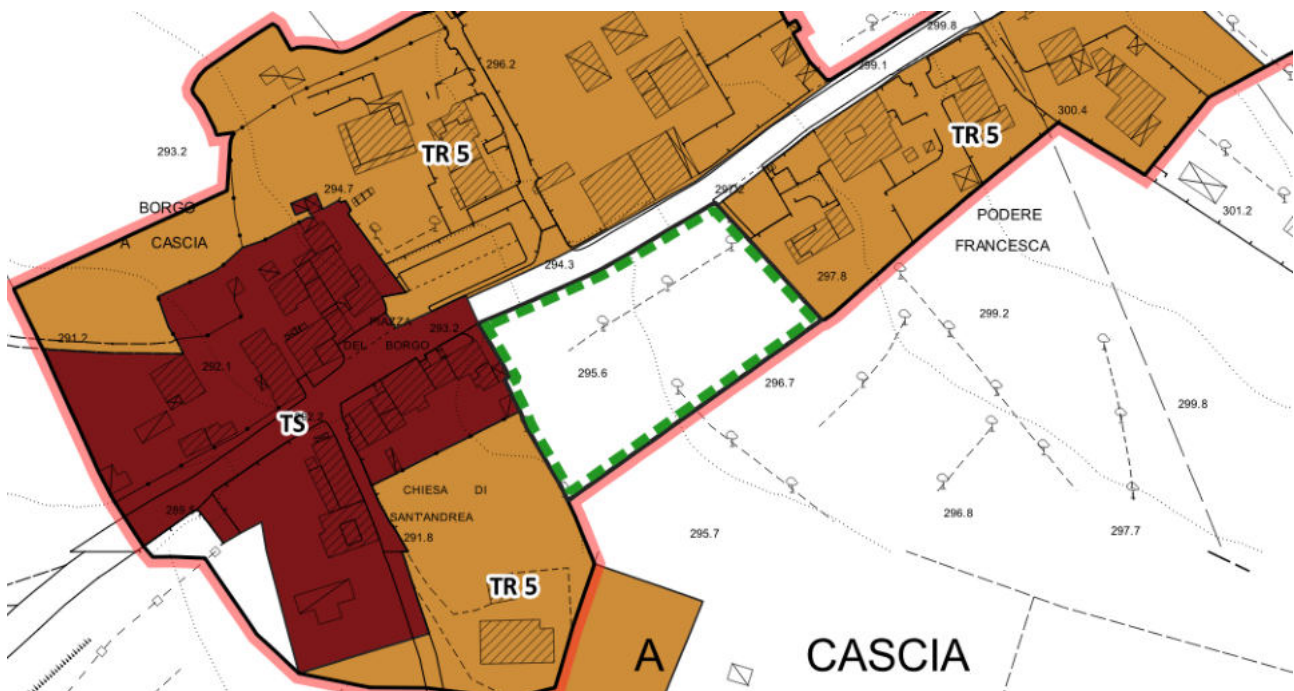 299.8
299.1
296.2
300.4
TR 5
TR 5
293.2
294.7
297.2
301.2
BORGO
A CASCIA
PODERE
FRANCESCA
294.3
297.8
299.2
291.2
PIAZZA
DEL BORGO
293.2
292.1
295.6
296.7
299.8
TS
CHIESA DI
SANT'ANDREA
291.8
295.7
296.8
297.7
TR 5
A CASCIA